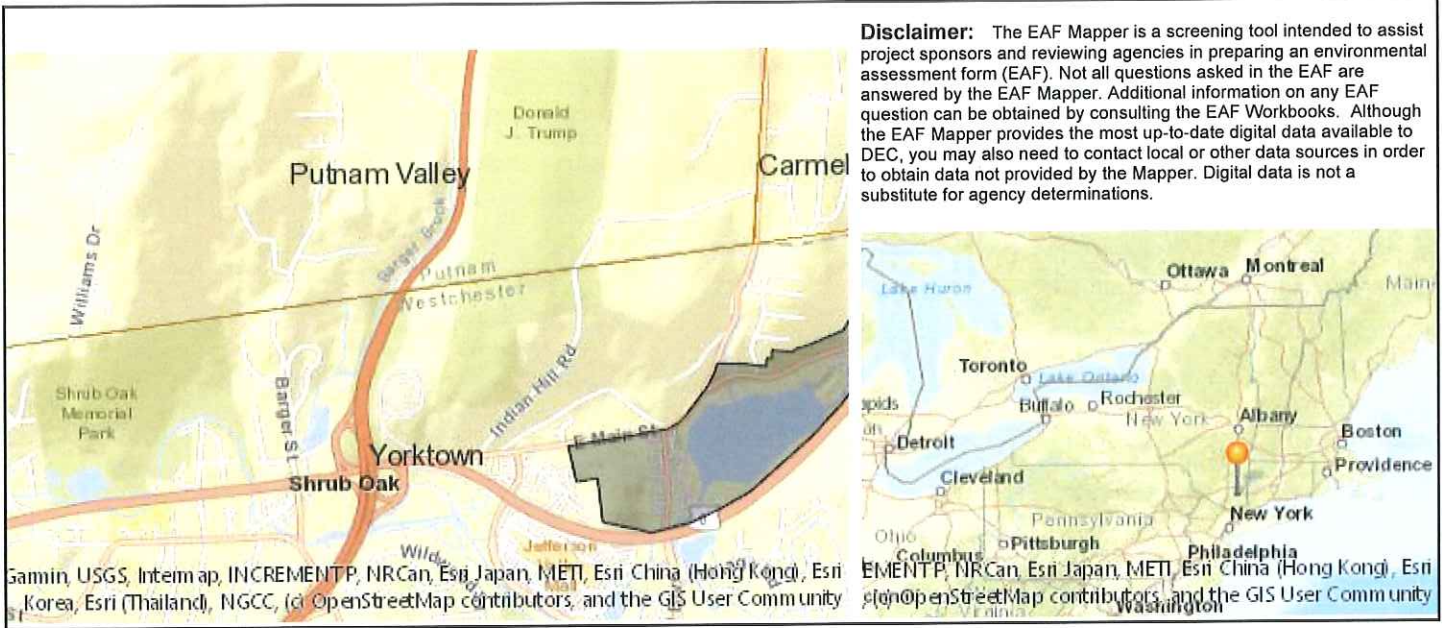 Disclaimer: The EAF Mapper is a screening tool intended to assist
project sponsors and reviewing agencies in preparing an environmental
assessment form (EAF). Not all questions asked in the EAF are
answered by the EAF Mapper. Additional information on any EAF
question can be obtained by consulting the EAF Workbooks. Although
the EAF Mapper provides the most up-to-date digital data available to
DEC, you may also need to contact local or other data sources in order
to obtain data not provided by the Mapper. Digital data is not a
substitute for agency determinations.
Donald
J. Trump
Putnam Valley
Carmel
Williams Dr
Barger Brook
Putnam
Westchester
Shrub Oak
Memorial
Park
Barger St
Indian Hill Rd
E Main St
Yorktown
Shrub Oak
6
Jefferson
Garmin, USGS, Intermap, INCREMENT P, NRCan, Esri Japan, METI, Esri China (Hong Kong), Esri
Korea, Esri (Thailand), NGCC, (c) OpenStreetMap contributors, and the GIS User Community
Ottawa
Montreal
Main
Lake Huron
Toronto
Lake Ontario
apids
Buffalo
Rochester
New York
Albany
Detroit
Boston
Providence
Cleveland
Pennsylvania
New York
Ohio
Columbus
Pittsburgh
Philadelphia
EMENT P, NRCan, Esri Japan, METI, Esri China (Hong Kong), Esri
(c) OpenStreetMap contributors, and the GIS User Community
Virginia
Washington